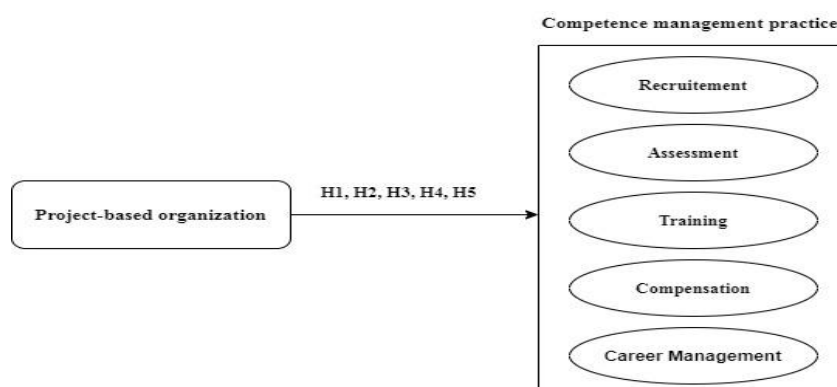 Competence management practice
Recruitement
Assessment
Project-based organization
H1, H2, H3, H4, H5
Training
Compensation
Career Management